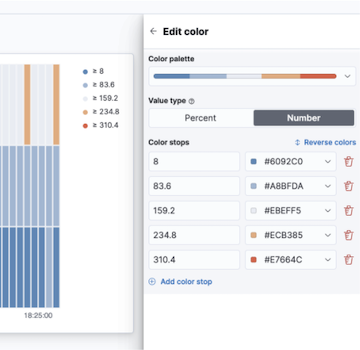 Edit color
Color palette
Value type
Percent
Number
Color stops
Reverse colors
8
#6092C0
83.6
#A8BFDA
159.2
#EBEFF5
234.8
#ECB385
310.4
#E7664C
Add color stop
≥ 8
≥ 83.6
≥ 159.2
≥ 234.8
≥ 310.4
18:25:00